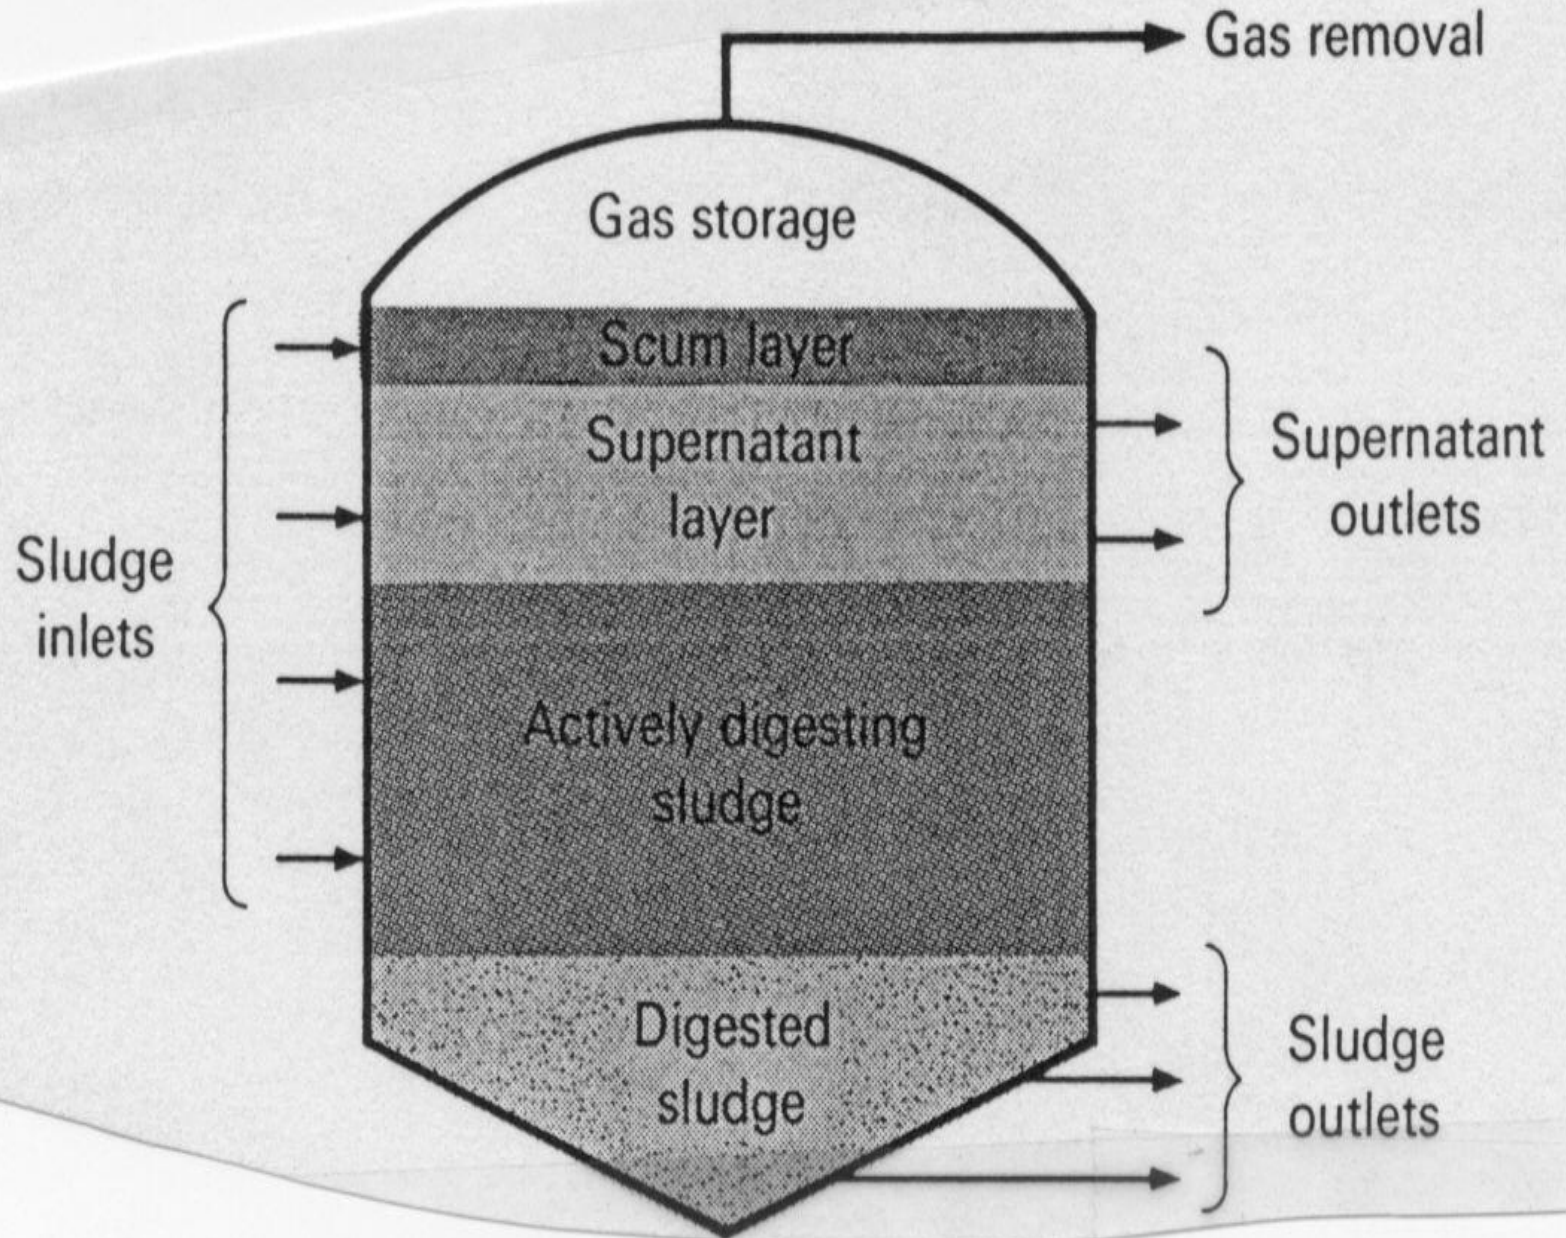 Gas removal
Gas storage
Scum layer
Supernatant
layer
Supernatant
outlets
Sludge
inlets
Actively digesting
sludge
Digested
sludge
Sludge
outlets